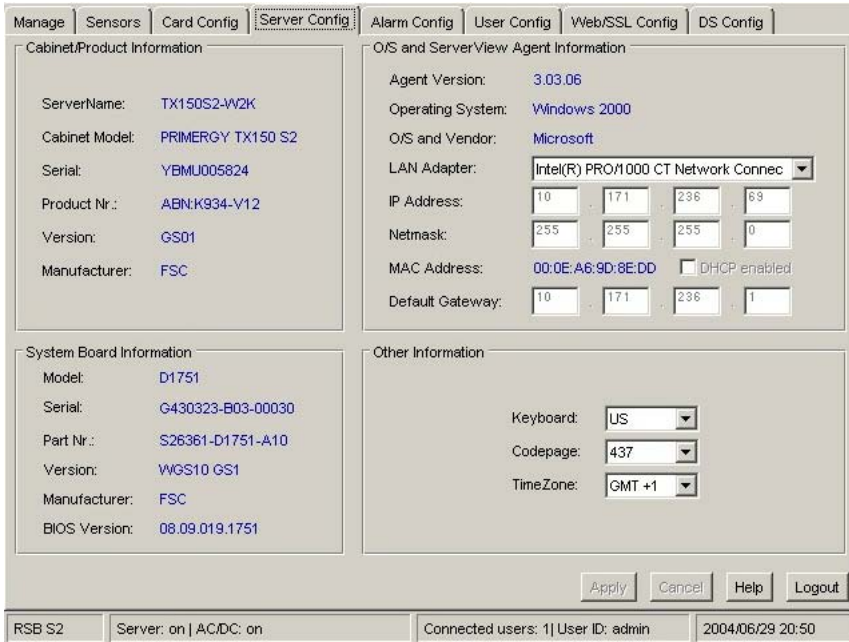 Manage Sensors Card Config Server Config Alarm Config User Config Web/SSL Config DS Config
Cabinet/Product Information
ServerName: TX150S2-W2K
Cabinet Model: PRIMERGY TX150 S2
Serial: YBMU005824
Product Nr.: ABN:K934-V12
Version: GS01
Manufacturer: FSC
O/S and ServerView Agent Information
Agent Version: 3.03.06
Operating System: Windows 2000
O/S and Vendor: Microsoft
LAN Adapter: Intel(R) PRO/1000 CT Network Connec
IP Address: 10 . 171 . 236 . 69
Netmask: 255 . 255 . 255 . 0
MAC Address: 00:0E:A6:9D:8E:DD DHCP enabled
Default Gateway: 10 . 171 . 236 . 1
System Board Information
Model: D1751
Serial: G430323-B03-00030
Part Nr.: S26361-D1751-A10
Version: WGS10 GS1
Manufacturer: FSC
BIOS Version: 08.09.019.1751
Other Information
Keyboard: US
Codepage: 437
TimeZone: GMT +1
Apply Cancel Help Logout
RSB S2 Server: on | AC/DC: on Connected users: 1| User ID: admin 2004/06/29 20:50